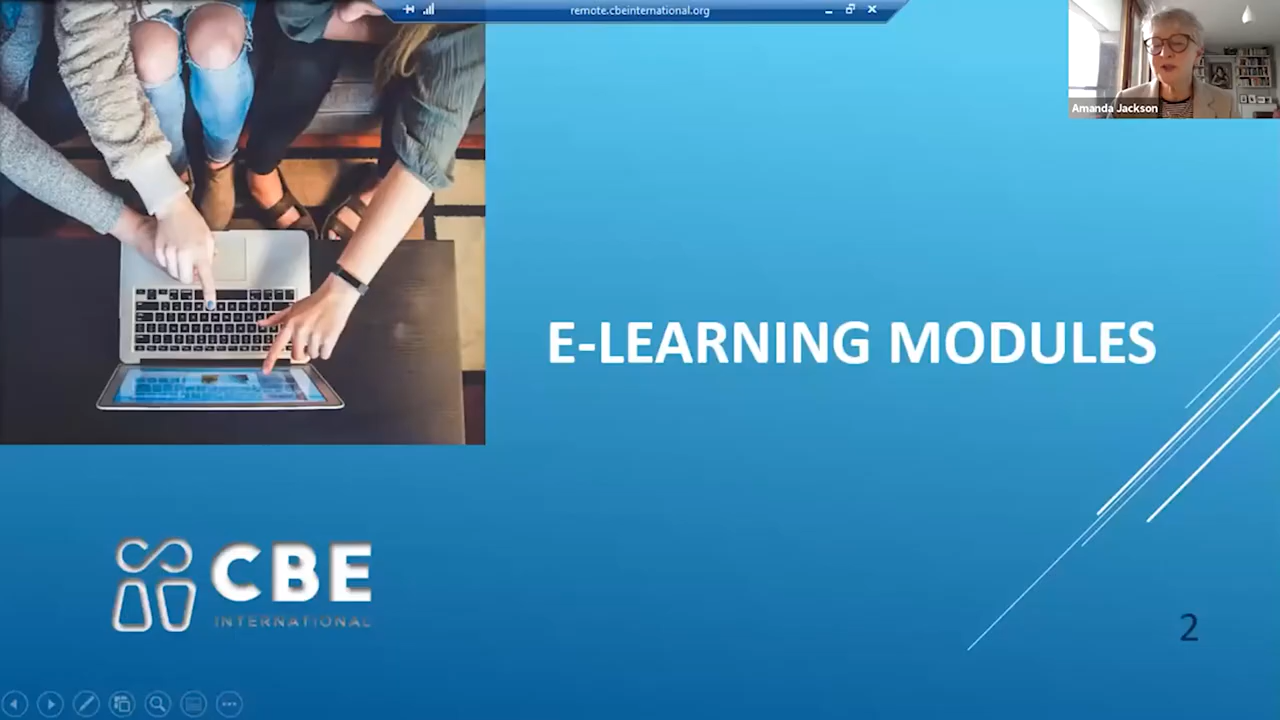 remote.cbeinternational.org
Amanda Jackson
E-LEARNING MODULES
CBE
INTERNATIONAL
2